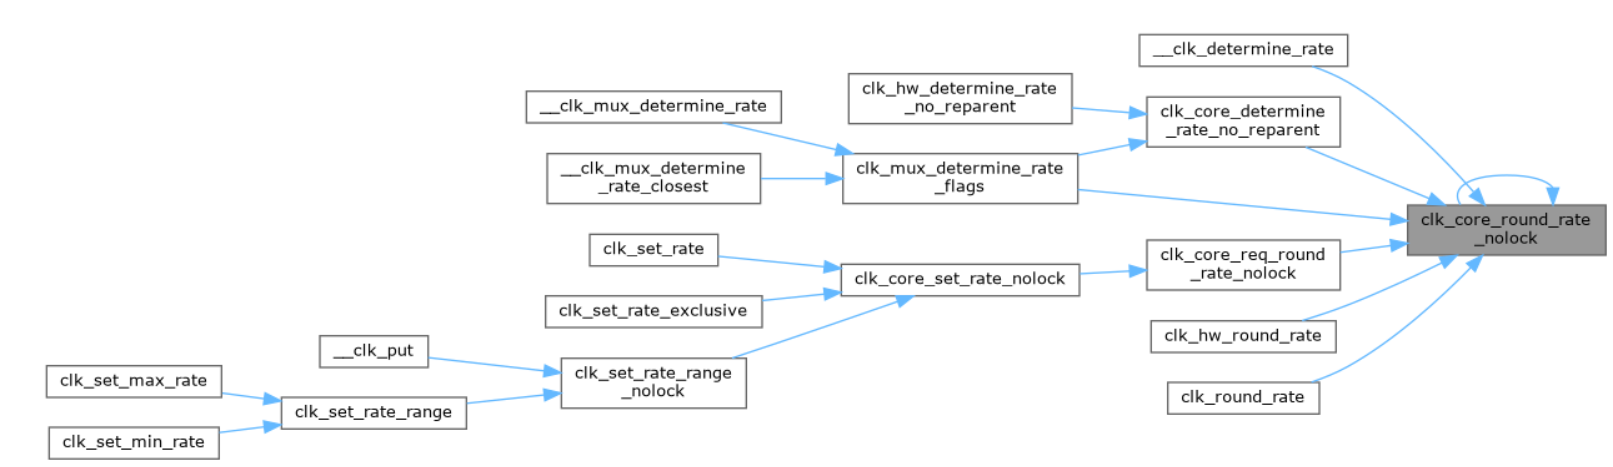 __clk_determine_rate
clk_hw_determine_rate
_no_reparent
__clk_mux_determine_rate
clk_core_determine
_rate_no_reparent
__clk_mux_determine
_rate_closest
clk_mux_determine_rate
_flags
clk_core_round_rate
_nolock
clk_set_rate
clk_core_req_round
_rate_nolock
clk_core_set_rate_nolock
clk_set_rate_exclusive
clk_hw_round_rate
__clk_put
clk_set_rate_range
_nolock
clk_set_max_rate
clk_round_rate
clk_set_rate_range
clk_set_min_rate